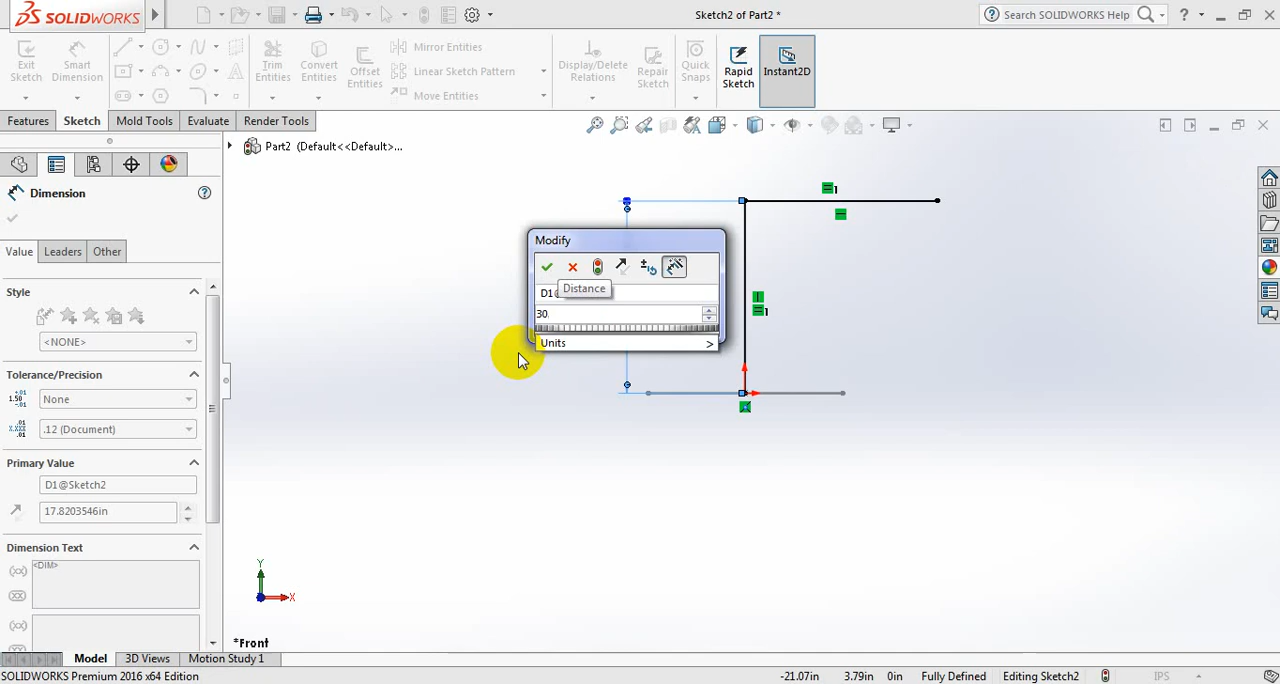 SOLIDWORKS
Sketch2 of Part2 *
Search SOLIDWORKS Help
?
Exit Sketch
Smart Dimension
Trim Entities
Convert Entities
Offset Entities
Mirror Entities
Linear Sketch Pattern
Move Entities
Display/Delete Relations
Repair Sketch
Quick Snaps
Rapid Sketch
Instant2D
Features
Sketch
Mold Tools
Evaluate
Render Tools
Part2 (Default<<Default>...
Dimension
?
Value
Leaders
Other
Style
<NONE>
Tolerance/Precision
None
.12 (Document)
Primary Value
D1@Sketch2
17.8203546in
Dimension Text
<DIM>
Modify
D1@
Distance
30.
Units >
1
1
Y
X
*Front
Model
3D Views
Motion Study 1
SOLIDWORKS Premium 2016 x64 Edition
-21.07in
3.79in
0in
Fully Defined
Editing Sketch2
IPS